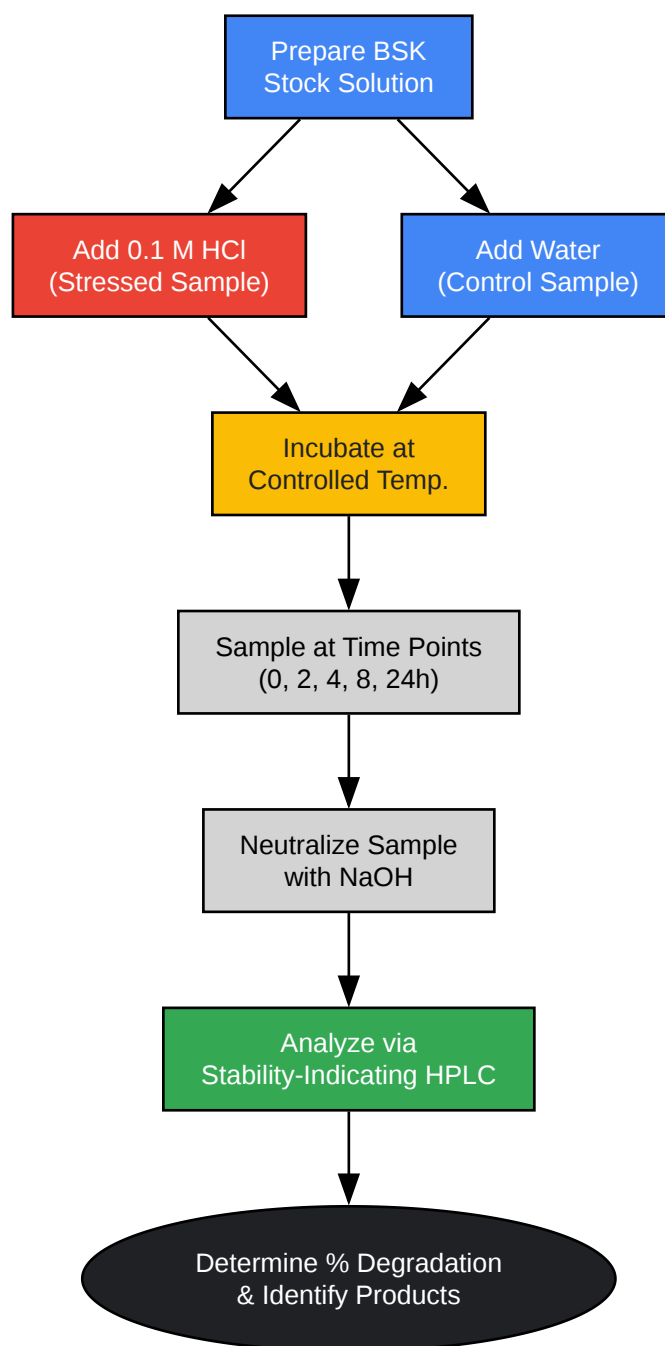 Prepare BSK
Stock Solution
Add 0.1 M HCl
(Stressed Sample)
Add Water
(Control Sample)
Incubate at
Controlled Temp.
Sample at Time Points
(0, 2, 4, 8, 24h)
Neutralize Sample
with NaOH
Analyze via
Stability-Indicating HPLC
Determine % Degradation
& Identify Products